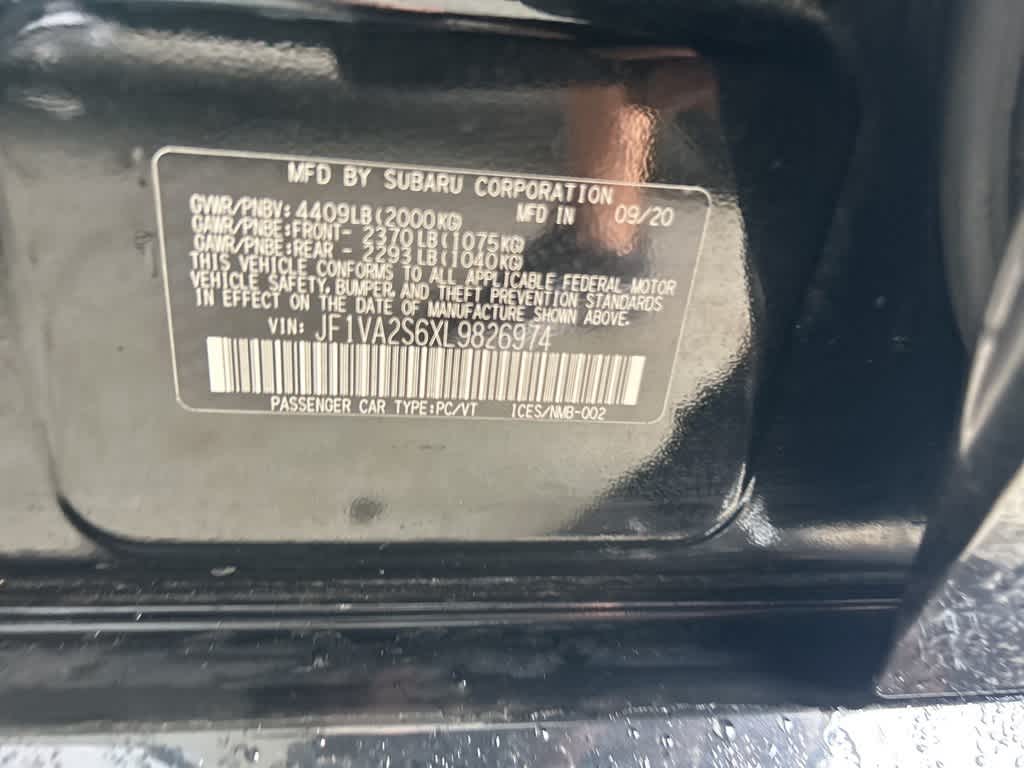 MFD BY SUBARU CORPORATION
GVWR/PNBV: 4409LB(2000KG) MFD IN 09/20
GAWR/PNBE:FRONT- 2370LB(1075KG)
GAWR/PNBE:REAR - 2293LB(1040KG)
THIS VEHICLE CONFORMS TO ALL APPLICABLE FEDERAL MOTOR
VEHICLE SAFETY, BUMPER, AND THEFT PREVENTION STANDARDS
IN EFFECT ON THE DATE OF MANUFACTURE SHOWN ABOVE.
VIN: JF1VA2S6XL9826974
PASSENGER CAR TYPE:PC/VT ICES/NMB-002